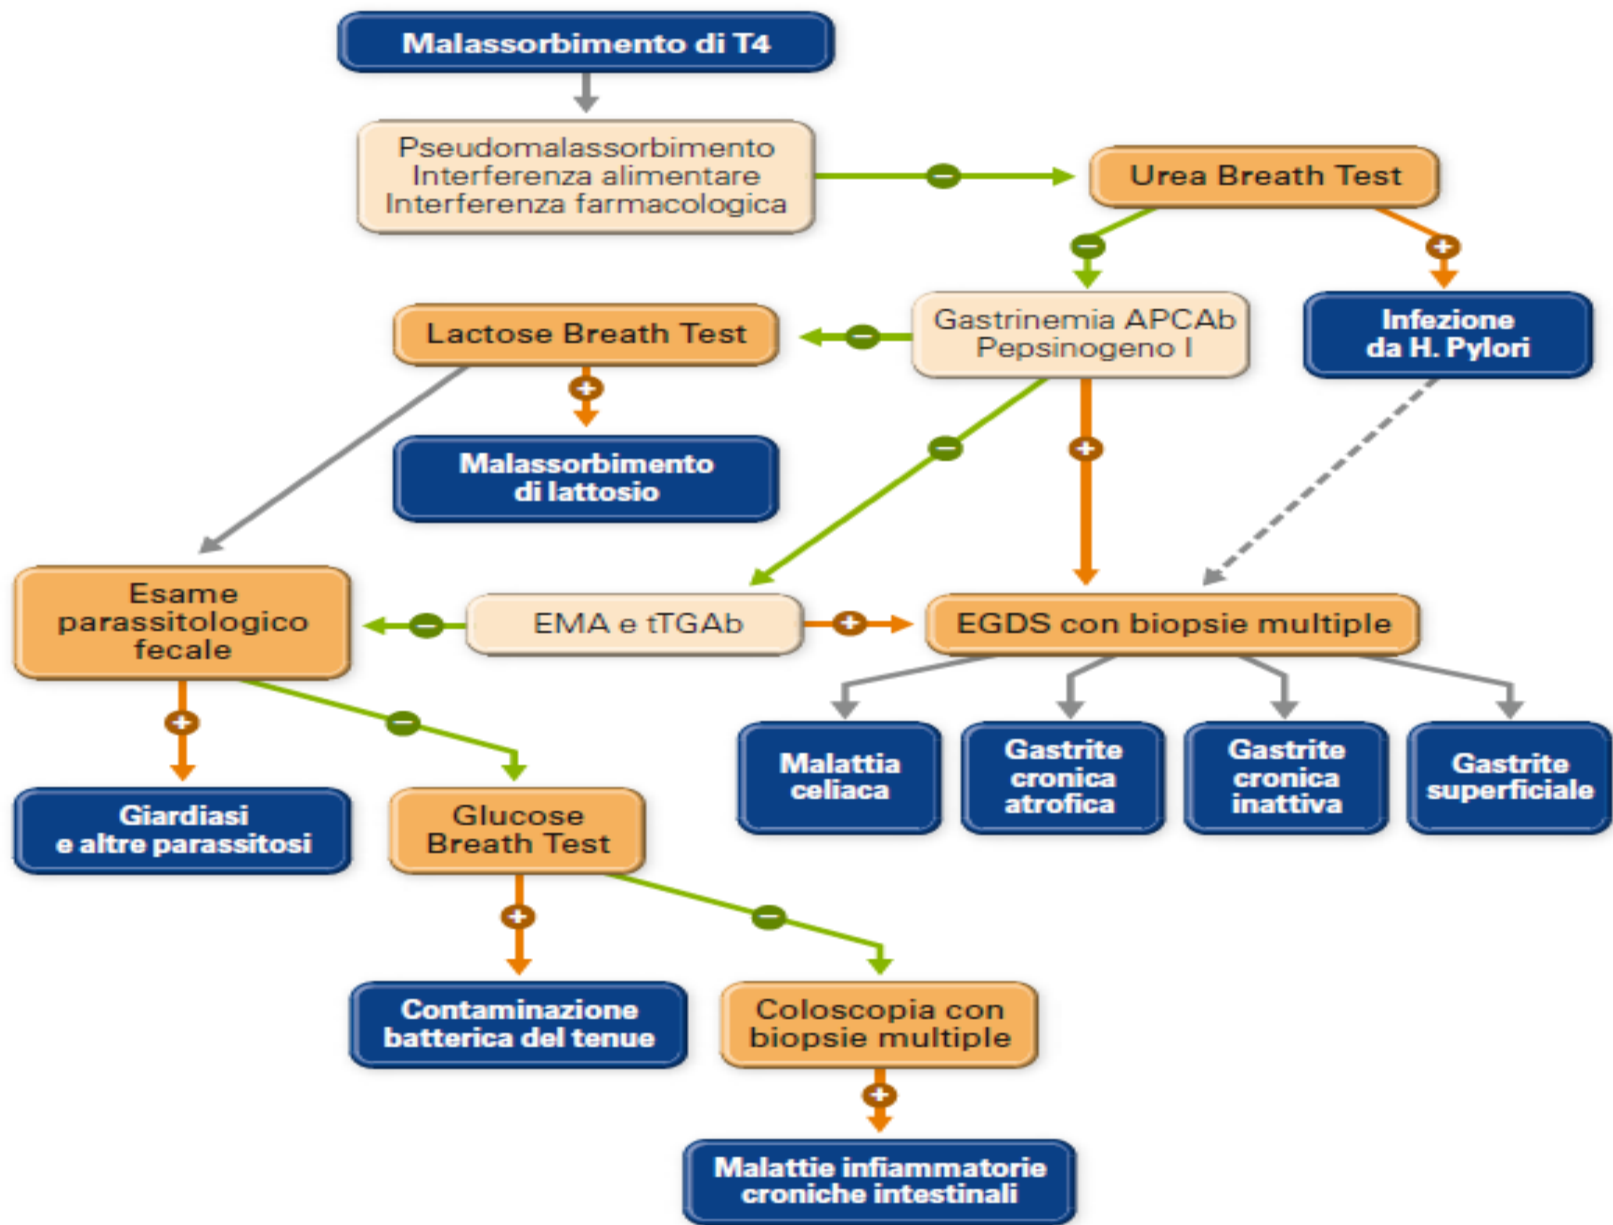 Malassorbimento di T4
Pseudomalassorbimento
Interferenza alimentare
Interferenza farmacologica
Urea Breath Test
Lactose Breath Test
Gastrinemia APCAb
Pepsinogeno I
Infezione
da H. Pylori
Malassorbimento
di lattosio
Esame
parassitologico
fecale
EMA e tTGAb
EGDS con biopsie multiple
Malattia
celiaca
Gastrite
cronica
atrofica
Gastrite
cronica
inattiva
Gastrite
superficiale
Giardiasi
e altre parassitosi
Glucose
Breath Test
Contaminazione
batterica del tenue
Coloscopia con
biopsie multiple
Malattie infiammatorie
croniche intestinali